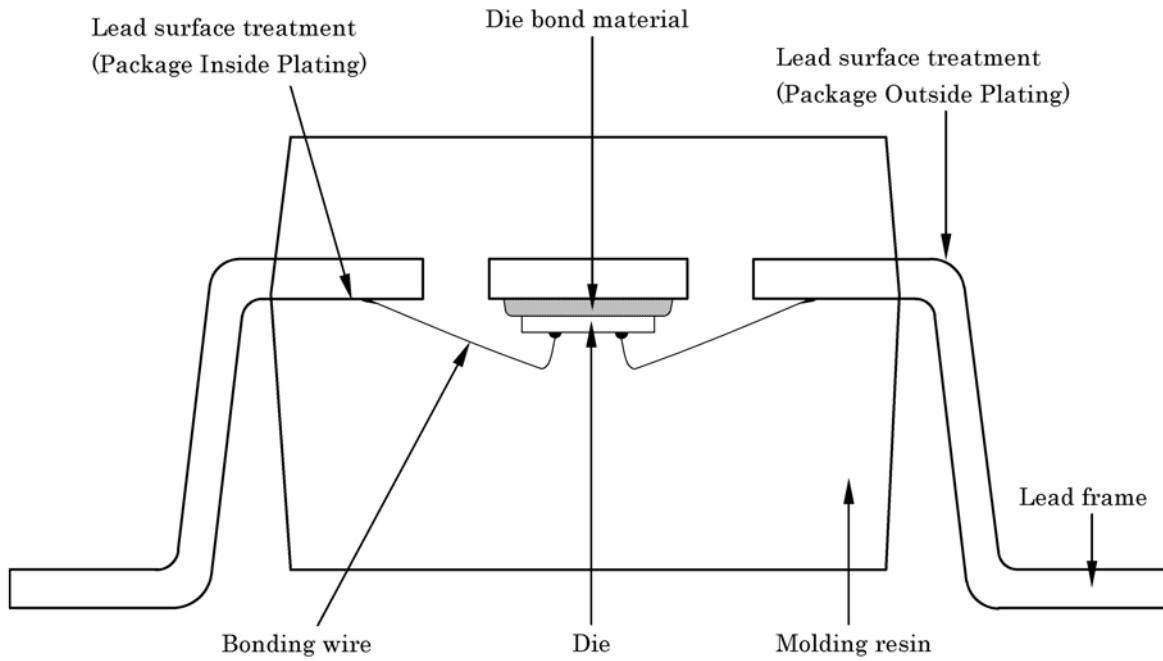 Lead surface treatment
(Package Inside Plating)
Die bond material
Lead surface treatment
(Package Outside Plating)
Lead frame
Bonding wire
Die
Molding resin